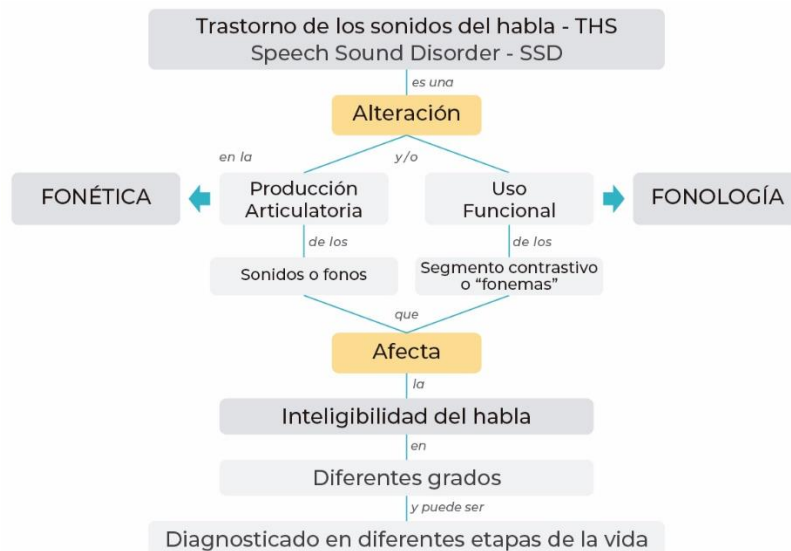 Trastorno de los sonidos del habla - THS
Speech Sound Disorder - SSD
es una
Alteración
en la
y/o
FONÉTICA
Producción
Articulatoria
Uso
Funcional
FONOLOGÍA
de los
de los
Sonidos o fonos
Segmento contrastivo
o “fonemas”
que
Afecta
la
Inteligibilidad del habla
en
Diferentes grados
y puede ser
Diagnosticado en diferentes etapas de la vida